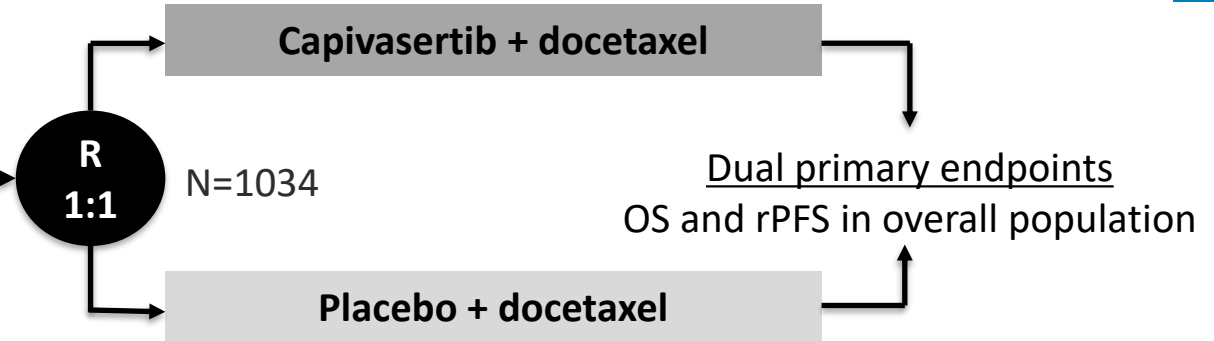 Capivasertib + docetaxel
R
1:1
N=1034
Dual primary endpoints
OS and rPFS in overall population
Placebo + docetaxel